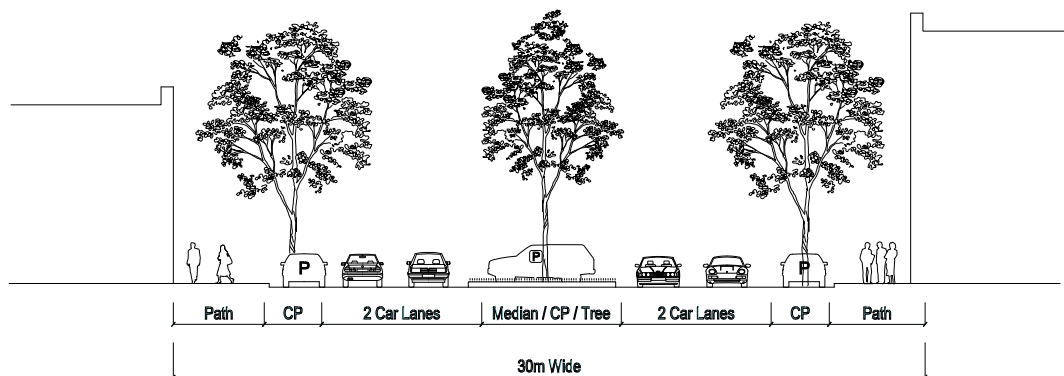 P
P
P
Path
CP
2 Car Lanes
Median / CP / Tree
2 Car Lanes
CP
Path
30m Wide